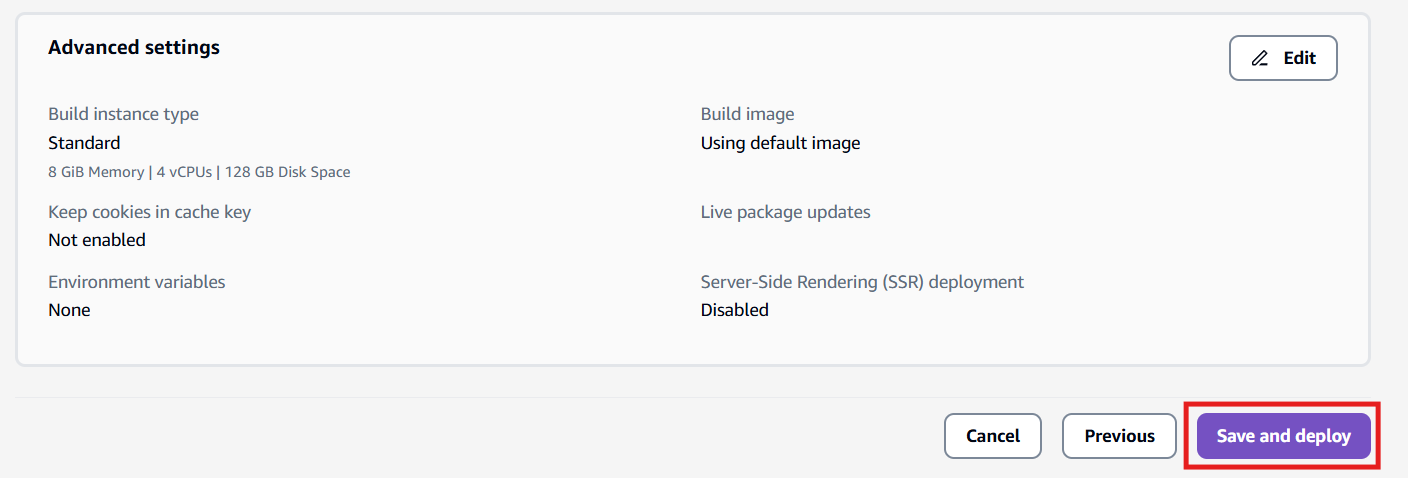 Advanced settings
Edit
Build instance type
Standard
8 GiB Memory | 4 vCPUs | 128 GB Disk Space
Build image
Using default image
Keep cookies in cache key
Not enabled
Live package updates
Environment variables
None
Server-Side Rendering (SSR) deployment
Disabled
Cancel
Previous
Save and deploy